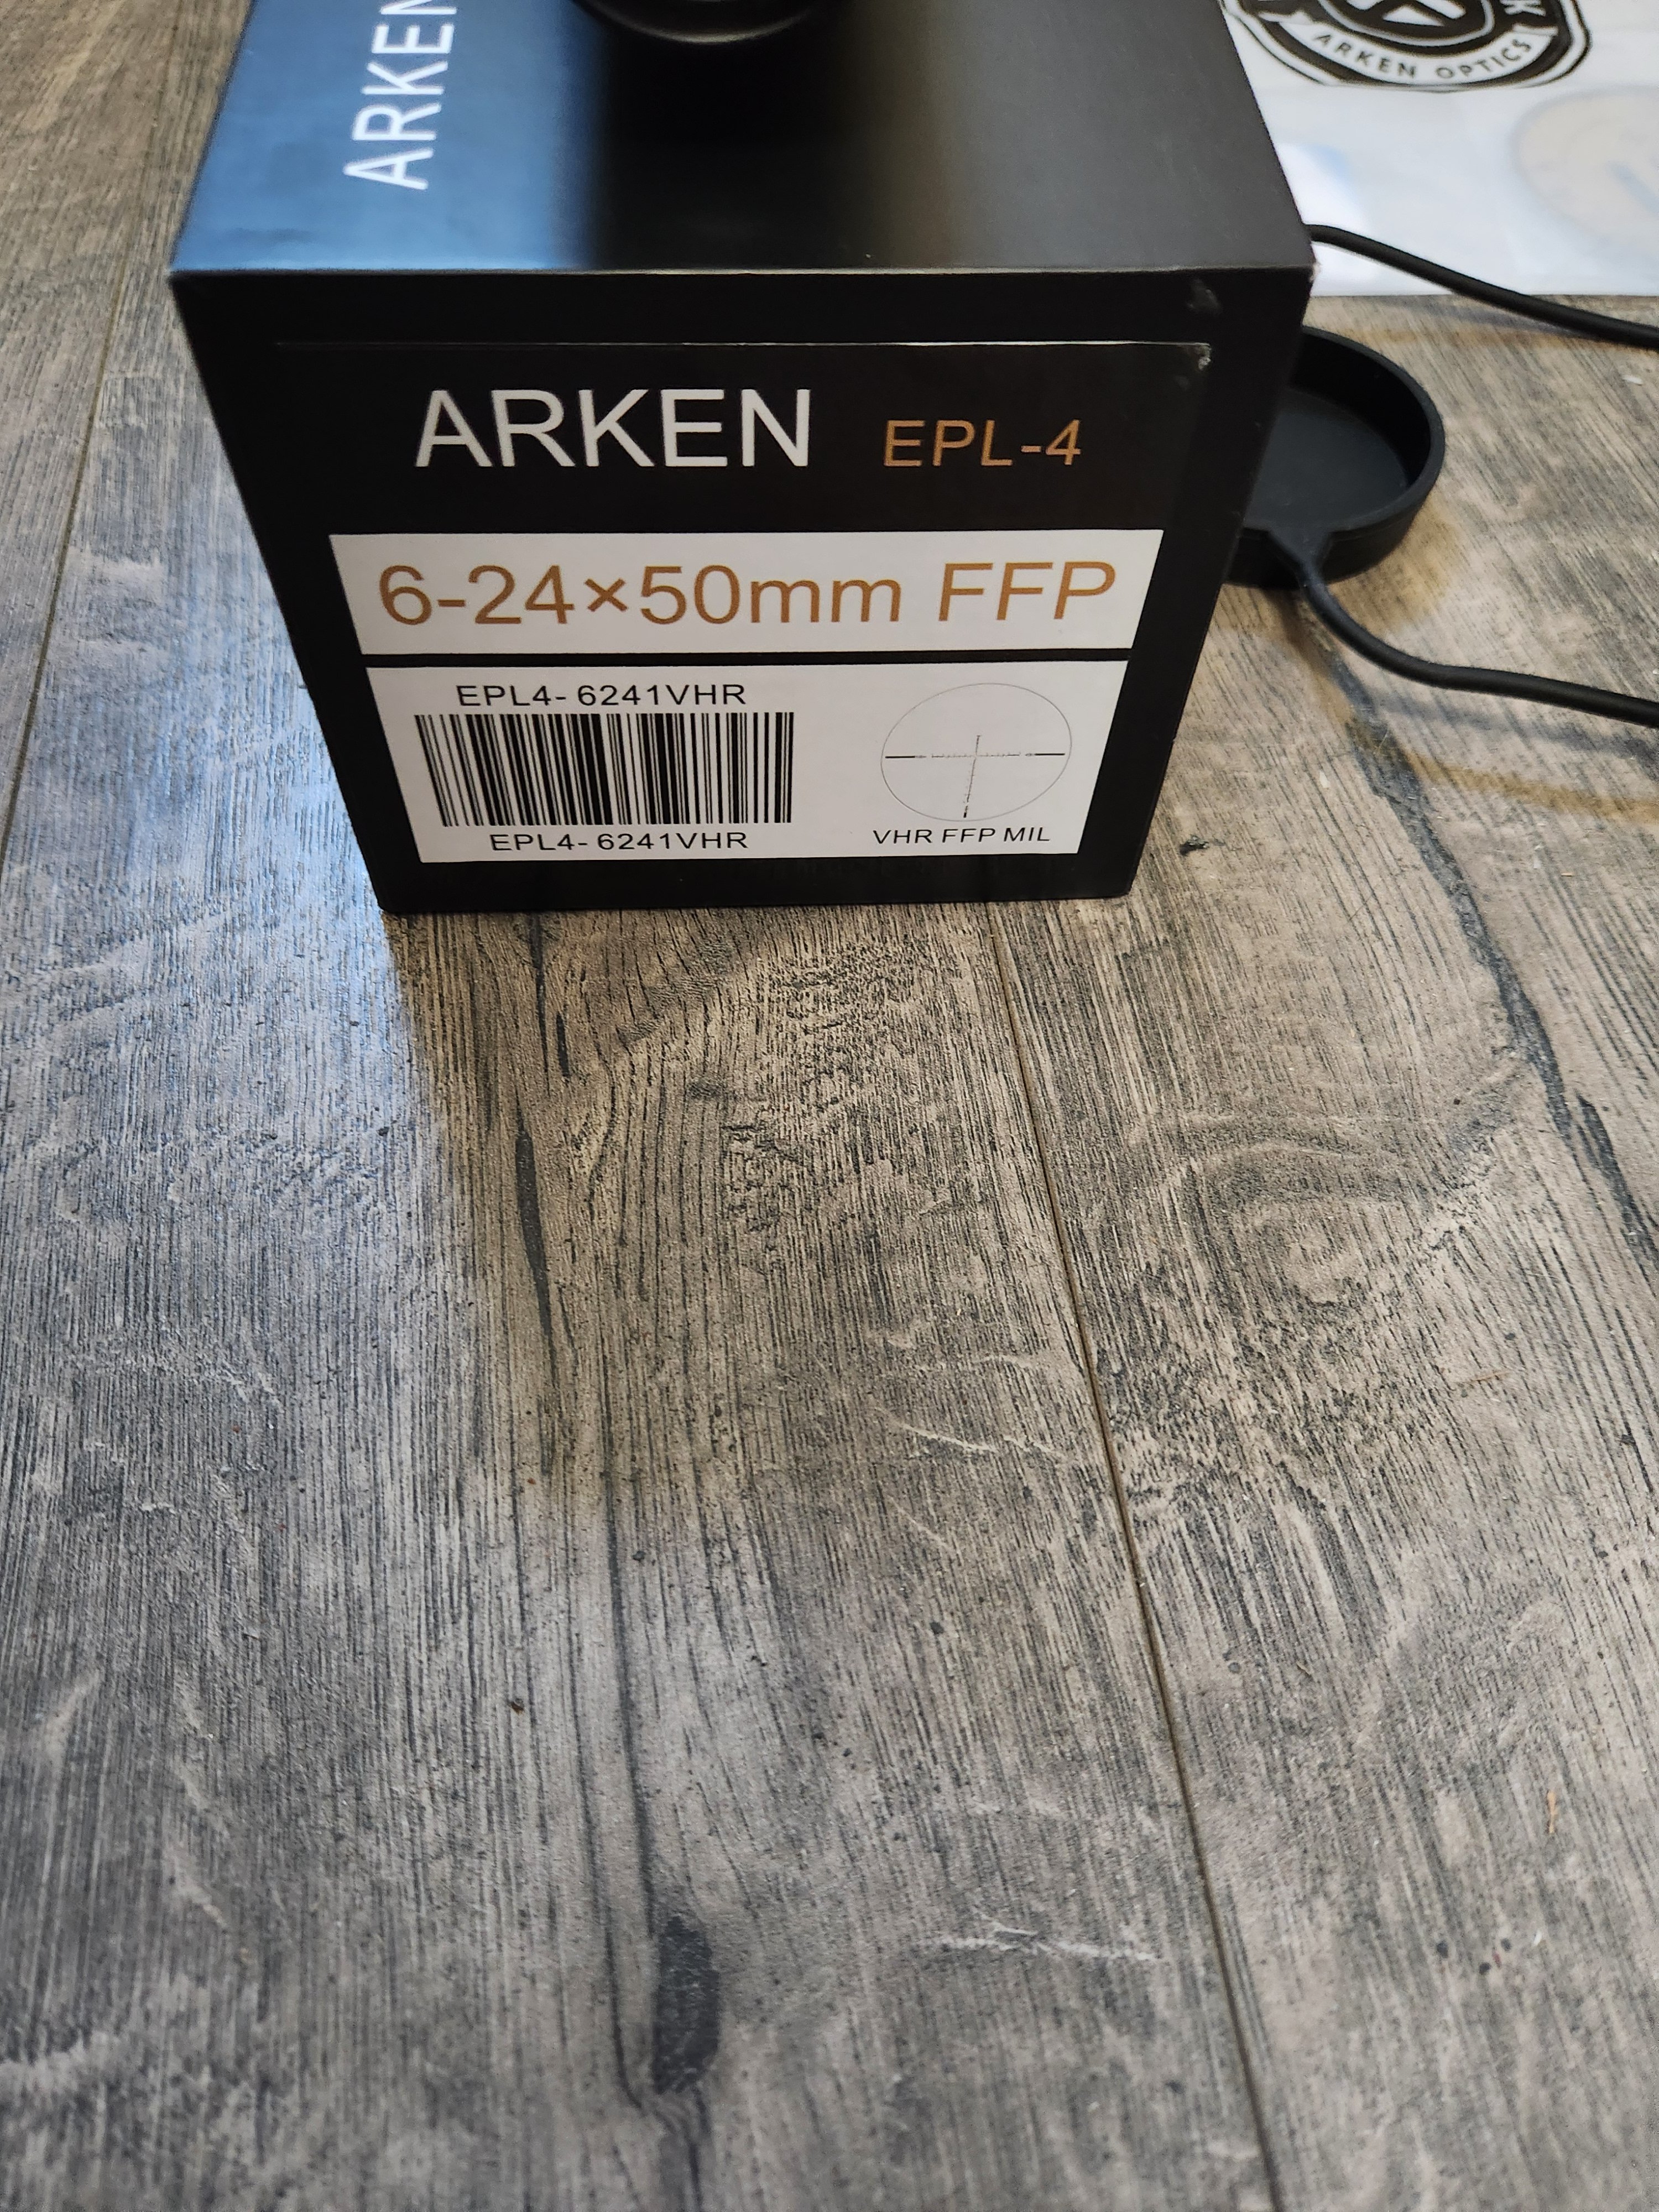 ARKEN
ARKEN OPTICS
ARKEN EPL-4
6-24×50mm FFP
EPL4- 6241VHR
EPL4- 6241VHR
VHR FFP MIL